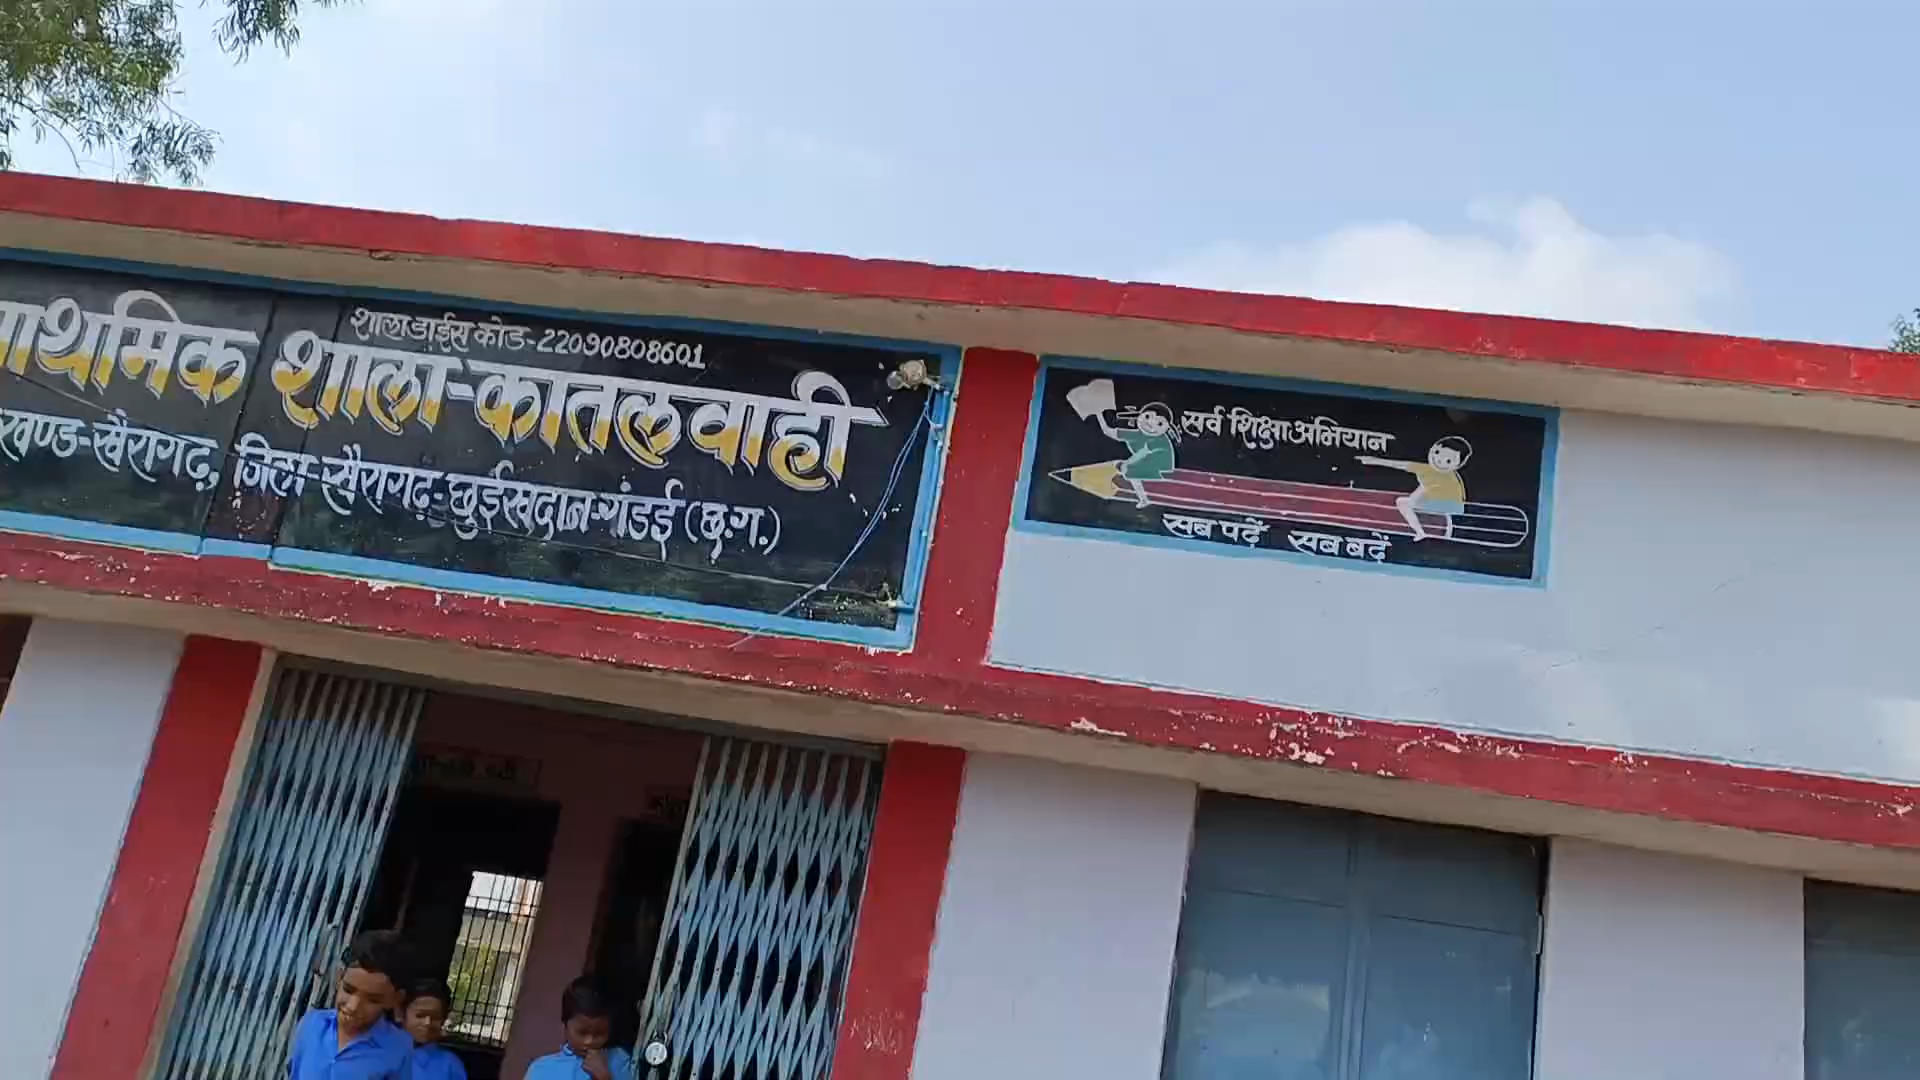 शाला डाईस कोड-22090808601
प्राथमिक शाला-कातलवाही
खण्ड-खैरागढ़, जिला-खैरागढ़-छुईखदान-गंडई (छ.ग.)
सर्व शिक्षा अभियान
सब पढ़ें सब बढ़ें